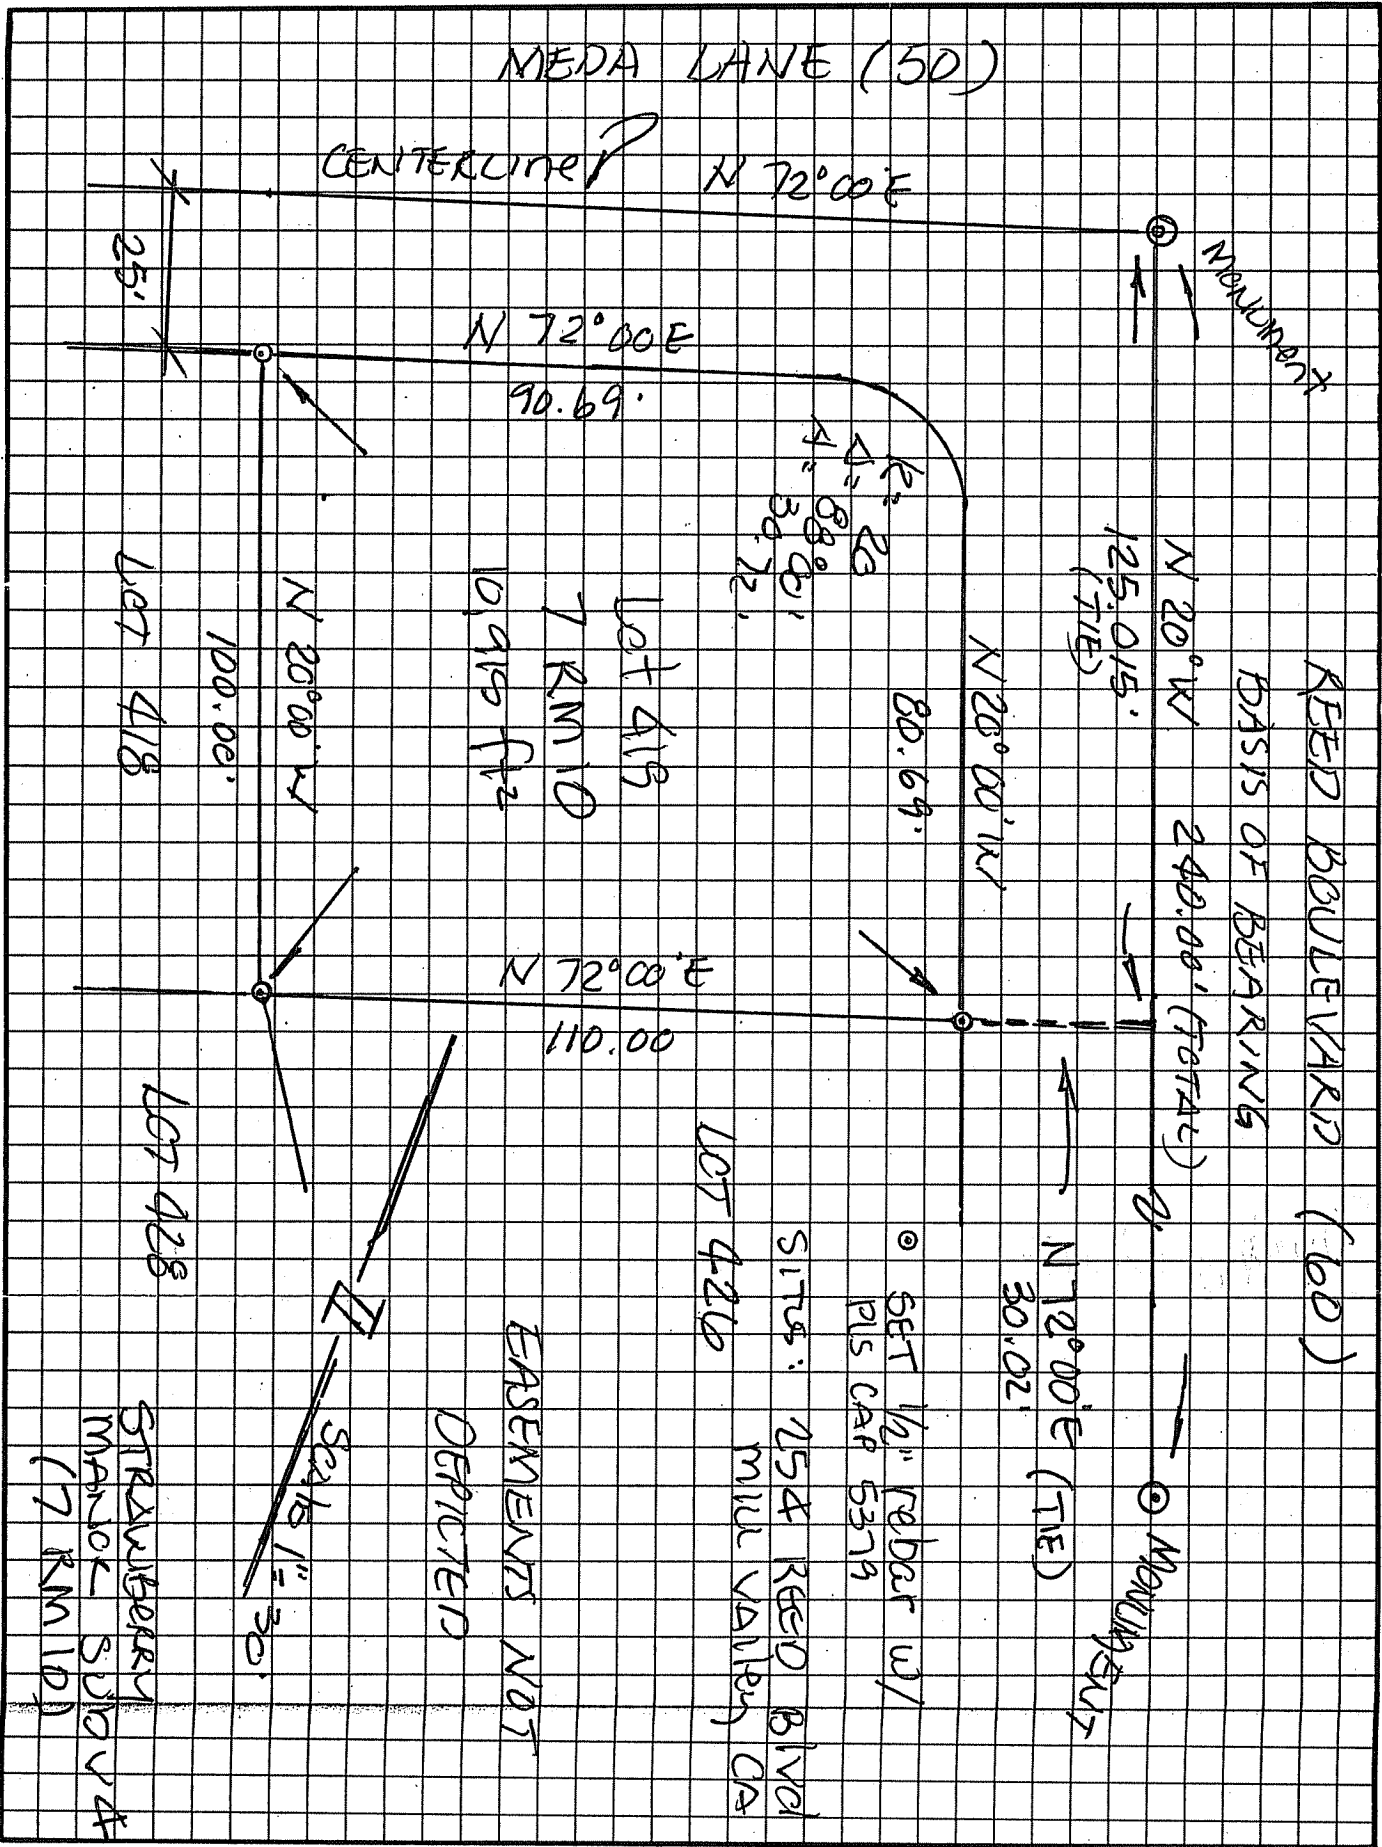 MEDA LANE (50)
CENTERLine
N 72°00'E
25'
MONUMENT
N 72°00'E
90.69'
R= 20
Δ= 88°00'
30.72'
N 20°W
125.015'
(TIE)
240.00' (TOTAL)
REED BOULEVARD (60)
BASIS OF BEARING
N 20°00'W
80.69'
Lot 419
7 RM 10
N 20°00'W
100.00'
LOT 418
N 72°00'E
110.00
LOT 428
LOT 426
N 72°00'E (TIE)
30.02'
MONUMENT
SET 1/2" rebar w/
PLS CAP 5379
SITUS: 254 REED Blvd
Mill Valley, CA
EASEMENTS NOT
DEPICTED
Scale 1"=30'
STRAWBERRY
MANOR SUBDV 4
(7 RM 10)